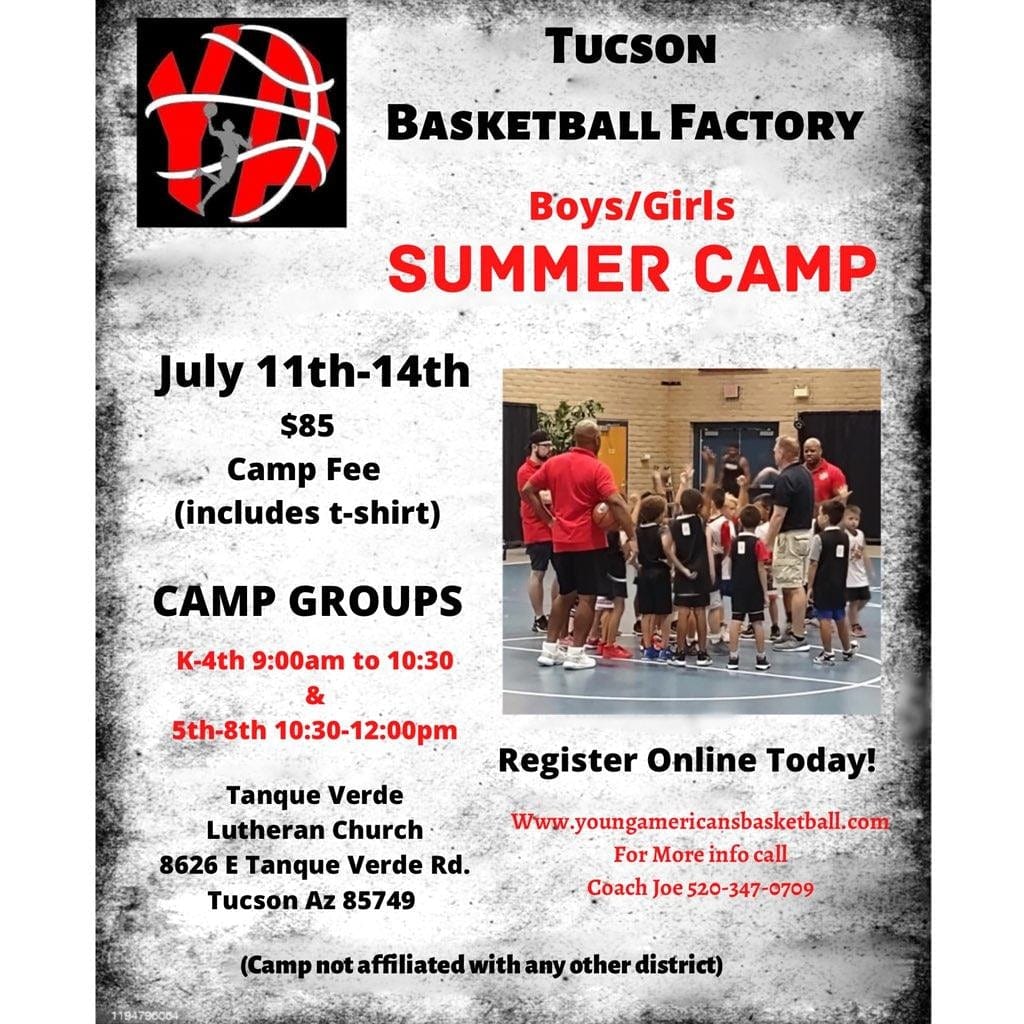 YA
Tucson
Basketball Factory
Boys/Girls
SUMMER CAMP
July 11th-14th
$85
Camp Fee
(includes t-shirt)
CAMP GROUPS
K-4th 9:00am to 10:30
&
5th-8th 10:30-12:00pm
Tanque Verde
Lutheran Church
8626 E Tanque Verde Rd.
Tucson Az 85749
Register Online Today!
Www.youngamericansbasketball.com
For More info call
Coach Joe 520-347-0709
(Camp not affiliated with any other district)
1194796064